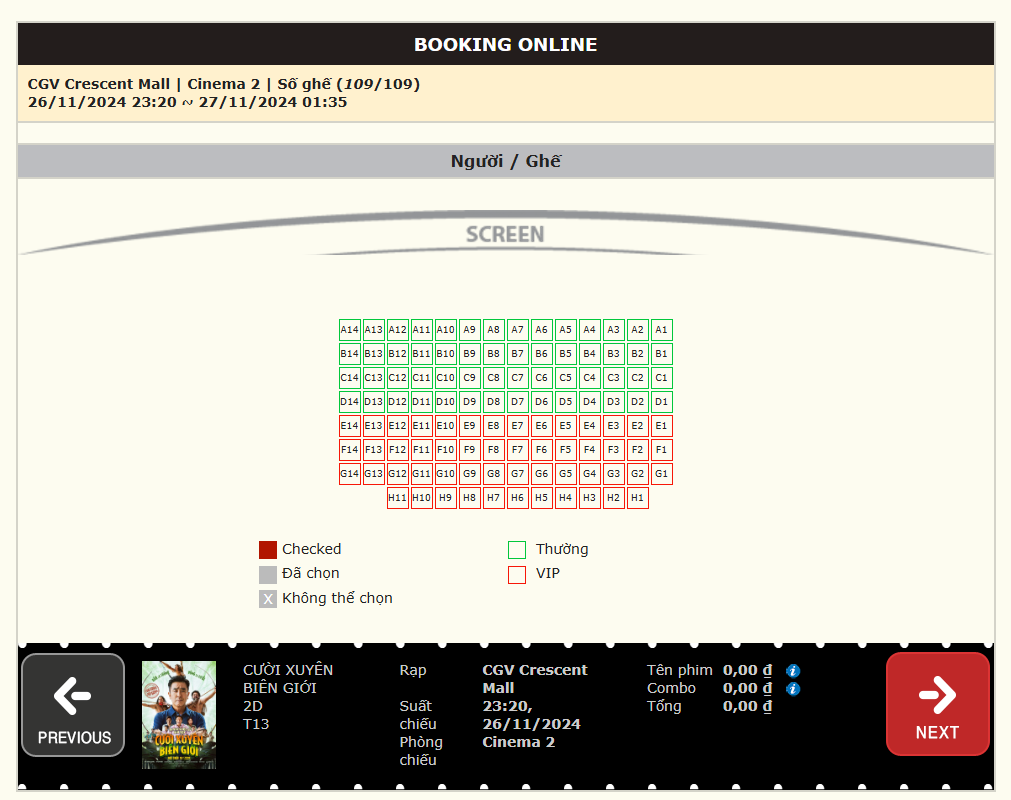 BOOKING ONLINE
CGV Crescent Mall | Cinema 2 | Số ghế (109/109)
26/11/2024 23:20 ~ 27/11/2024 01:35
Người / Ghế
SCREEN
A14 A13 A12 A11 A10 A9 A8 A7 A6 A5 A4 A3 A2 A1
B14 B13 B12 B11 B10 B9 B8 B7 B6 B5 B4 B3 B2 B1
C14 C13 C12 C11 C10 C9 C8 C7 C6 C5 C4 C3 C2 C1
D14 D13 D12 D11 D10 D9 D8 D7 D6 D5 D4 D3 D2 D1
E14 E13 E12 E11 E10 E9 E8 E7 E6 E5 E4 E3 E2 E1
F14 F13 F12 F11 F10 F9 F8 F7 F6 F5 F4 F3 F2 F1
G14 G13 G12 G11 G10 G9 G8 G7 G6 G5 G4 G3 G2 G1
H11 H10 H9 H8 H7 H6 H5 H4 H3 H2 H1
Checked
Đã chọn
X Không thể chọn
Thường
VIP
PREVIOUS
CƯỜI XUYÊN
BIÊN GIỚI
CƯỜI XUYÊN
BIÊN GIỚI
2D
T13
Rạp
CGV Crescent
Mall
Suất
chiếu
23:20,
26/11/2024
Phòng
chiếu
Cinema 2
Tên phim 0,00 ₫ i
Combo 0,00 ₫ i
Tổng 0,00 ₫
NEXT